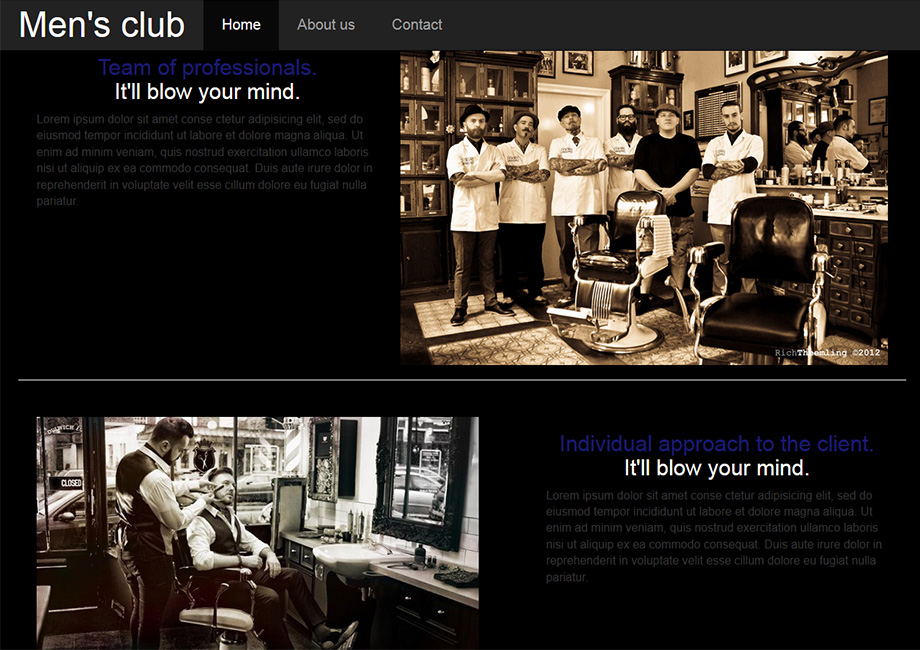 Men's club
Home
About us
Contact
Team of professionals.
It'll blow your mind.
Lorem ipsum dolor sit amet conse ctetur adipisicing elit, sed do
eiusmod tempor incididunt ut labore et dolore magna aliqua. Ut
enim ad minim veniam, quis nostrud exercitation ullamco laboris
nisi ut aliquip ex ea commodo consequat. Duis aute irure dolor in
reprehenderit in voluptate velit esse cillum dolore eu fugiat nulla
pariatur.
RichThoemling ©2012
CLOSED
Individual approach to the client.
It'll blow your mind.
Lorem ipsum dolor sit amet conse ctetur adipisicing elit, sed do
eiusmod tempor incididunt ut labore et dolore magna aliqua. Ut
enim ad minim veniam, quis nostrud exercitation ullamco laboris
nisi ut aliquip ex ea commodo consequat. Duis aute irure dolor in
reprehenderit in voluptate velit esse cillum dolore eu fugiat nulla
pariatur.